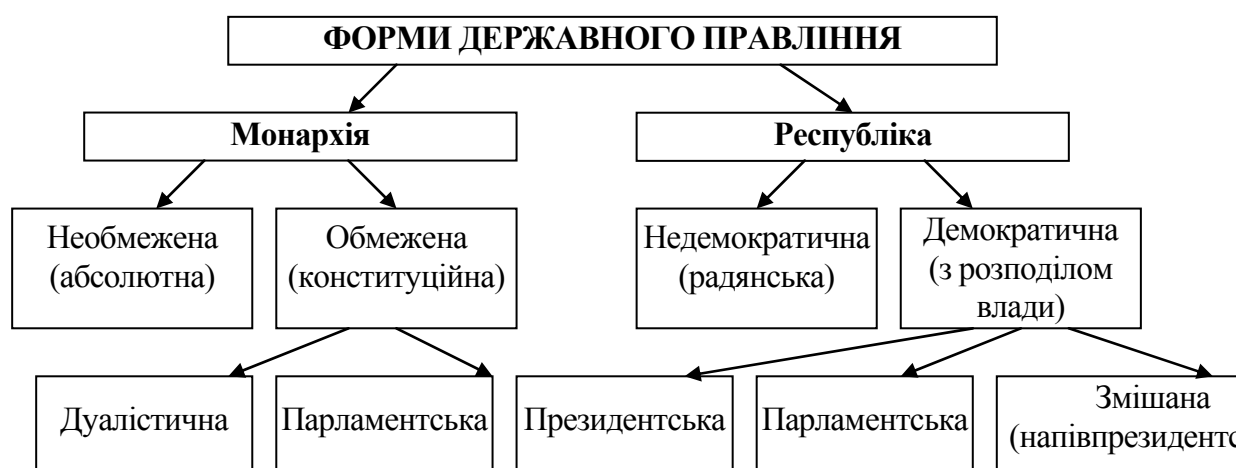 ФОРМИ ДЕРЖАВНОГО ПРАВЛІННЯ
Монархія
Республіка
Необмежена
(абсолютна)
Обмежена
(конституційна)
Недемократична
(радянська)
Демократична
(з розподілом
влади)
Дуалістична
Парламентська
Президентська
Парламентська
Змішана